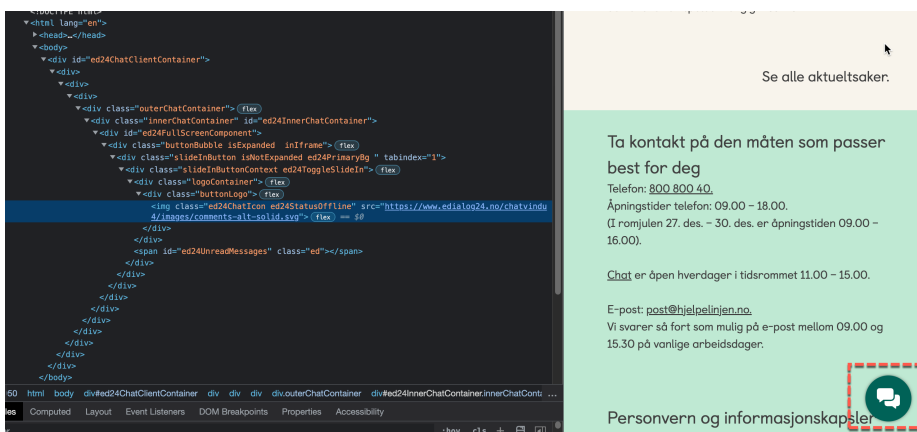 <!DOCTYPE html>
▼<html lang="en">
▶<head>…</head>
▼<body>
▼<div id="ed24ChatClientContainer">
▼<div>
▼<div>
▼<div>
▼<div class="outerChatContainer"> flex
▼<div class="innerChatContainer" id="ed24InnerChatContainer">
▼<div id="ed24FullScreenComponent">
▼<div class="buttonBubble isExpanded  inIframe"> flex
▼<div class="slideInButton isNotExpanded ed24PrimaryBg " tabindex="1">
▼<div class="slideInButtonContext ed24ToggleSlideIn"> flex
▼<div class="logoContainer"> flex
▼<div class="buttonLogo"> flex
<img class="ed24ChatIcon ed24StatusOffline" src="https://www.edialog24.no/chatvindu
4/images/comments-alt-solid.svg"> flex == $0
</div>
</div>
<span id="ed24UnreadMessages" class="ed"></span>
</div>
</div>
</div>
</div>
</div>
</div>
</div>
</div>
</div>
</div>
</body>
html body div#ed24ChatClientContainer div div div div.outerChatContainer div#ed24InnerChatContainer.innerChatConta ...
Computed Layout Event Listeners DOM Breakpoints Properties Accessibility
:hov .cls +
Se alle aktueltsaker.
Ta kontakt på den måten som passer
best for deg
Telefon: 800 800 40.
Åpningstider telefon: 09.00 – 18.00.
(I romjulen 27. des. – 30. des. er åpningstiden 09.00 –
16.00).
Chat er åpen hverdager i tidsrommet 11.00 – 15.00.
E-post: post@hjelpelinjen.no.
Vi svarer så fort som mulig på e-post mellom 09.00 og
15.30 på vanlige arbeidsdager.
Personvern og informasjonskapsler